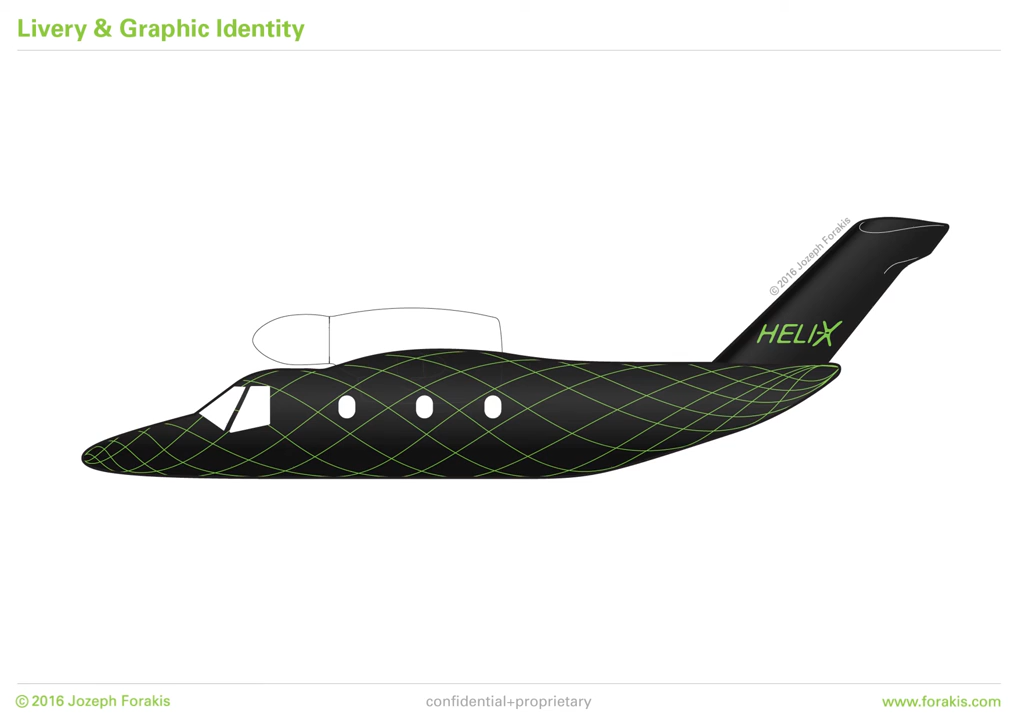 Livery & Graphic Identity
© 2016 Jozeph Forakis
HELIX
© 2016 Jozeph Forakis
confidential+proprietary
www.forakis.com